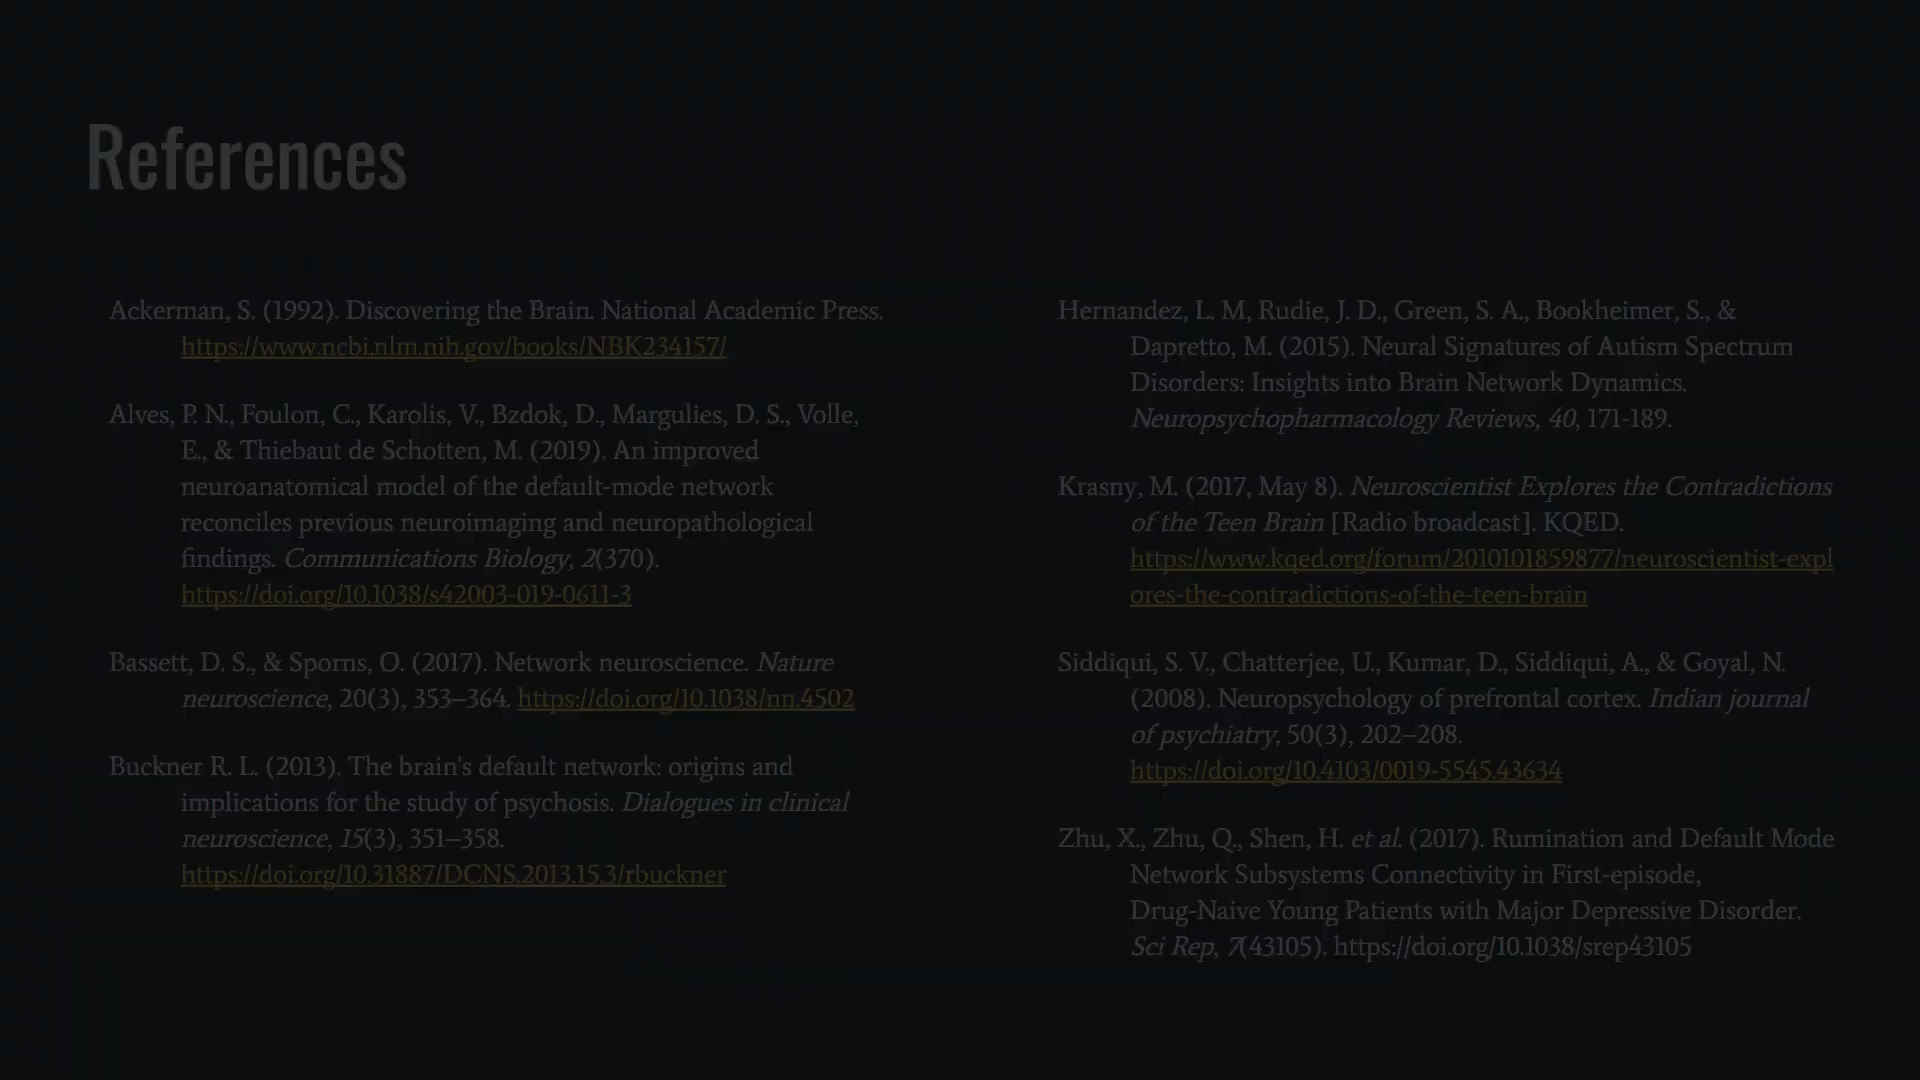 References
Ackerman, S. (1992). Discovering the Brain. National Academic Press.
https://www.ncbi.nlm.nih.gov/books/NBK234157/
Alves, P. N., Foulon, C., Karolis, V., Bzdok, D., Margulies, D. S., Volle,
E., & Thiebaut de Schotten, M. (2019). An improved
neuroanatomical model of the default-mode network
reconciles previous neuroimaging and neuropathological
findings. Communications Biology, 2(370).
https://doi.org/10.1038/s42003-019-0611-3
Bassett, D. S., & Sporns, O. (2017). Network neuroscience. Nature
neuroscience, 20(3), 353–364. https://doi.org/10.1038/nn.4502
Buckner R. L. (2013). The brain's default network: origins and
implications for the study of psychosis. Dialogues in clinical
neuroscience, 15(3), 351–358.
https://doi.org/10.31887/DCNS.2013.15.3/rbuckner
Hernandez, L. M, Rudie, J. D., Green, S. A., Bookheimer, S., &
Dapretto, M. (2015). Neural Signatures of Autism Spectrum
Disorders: Insights into Brain Network Dynamics.
Neuropsychopharmacology Reviews, 40, 171-189.
Krasny, M. (2017, May 8). Neuroscientist Explores the Contradictions
of the Teen Brain [Radio broadcast]. KQED.
https://www.kqed.org/forum/2010101859877/neuroscientist-expl
ores-the-contradictions-of-the-teen-brain
Siddiqui, S. V., Chatterjee, U., Kumar, D., Siddiqui, A., & Goyal, N.
(2008). Neuropsychology of prefrontal cortex. Indian journal
of psychiatry, 50(3), 202–208.
https://doi.org/10.4103/0019-5545.43634
Zhu, X., Zhu, Q., Shen, H. et al. (2017). Rumination and Default Mode
Network Subsystems Connectivity in First-episode,
Drug-Naive Young Patients with Major Depressive Disorder.
Sci Rep, 7(43105). https://doi.org/10.1038/srep43105